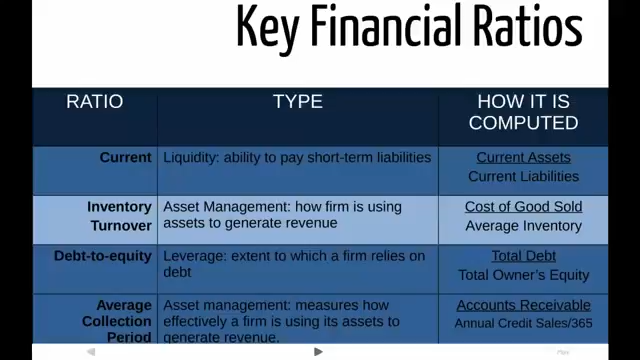 Key Financial Ratios
RATIO
TYPE
HOW IT IS
COMPUTED
Current
Liquidity: ability to pay short-term liabilities
Current Assets
Current Liabilities
Inventory
Turnover
Asset Management: how firm is using
assets to generate revenue
Cost of Good Sold
Average Inventory
Debt-to-equity
Leverage: extent to which a firm relies on
debt
Total Debt
Total Owner's Equity
Average
Collection
Period
Asset management: measures how
effectively a firm is using its assets to
generate revenue.
Accounts Receivable
Annual Credit Sales/365